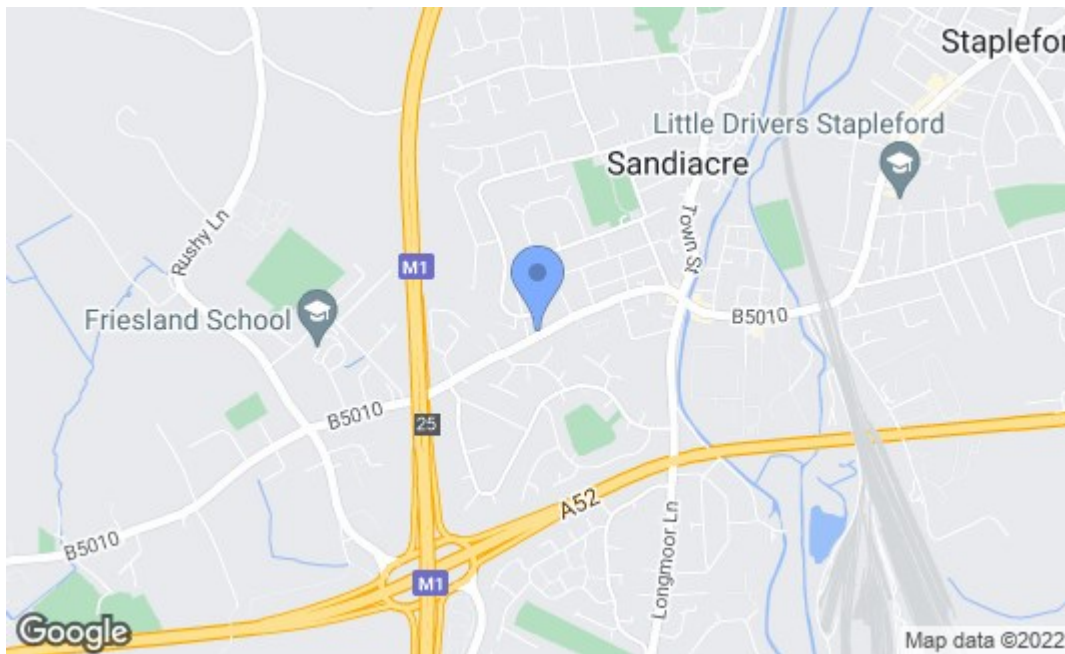 Staplefor
Little Drivers Stapleford
Sandiacre
Rushy Ln
Town St
M1
Friesland School
B5010
B5010
25
A52
B5010
Longmoor Ln
M1
Google
Map data ©2022